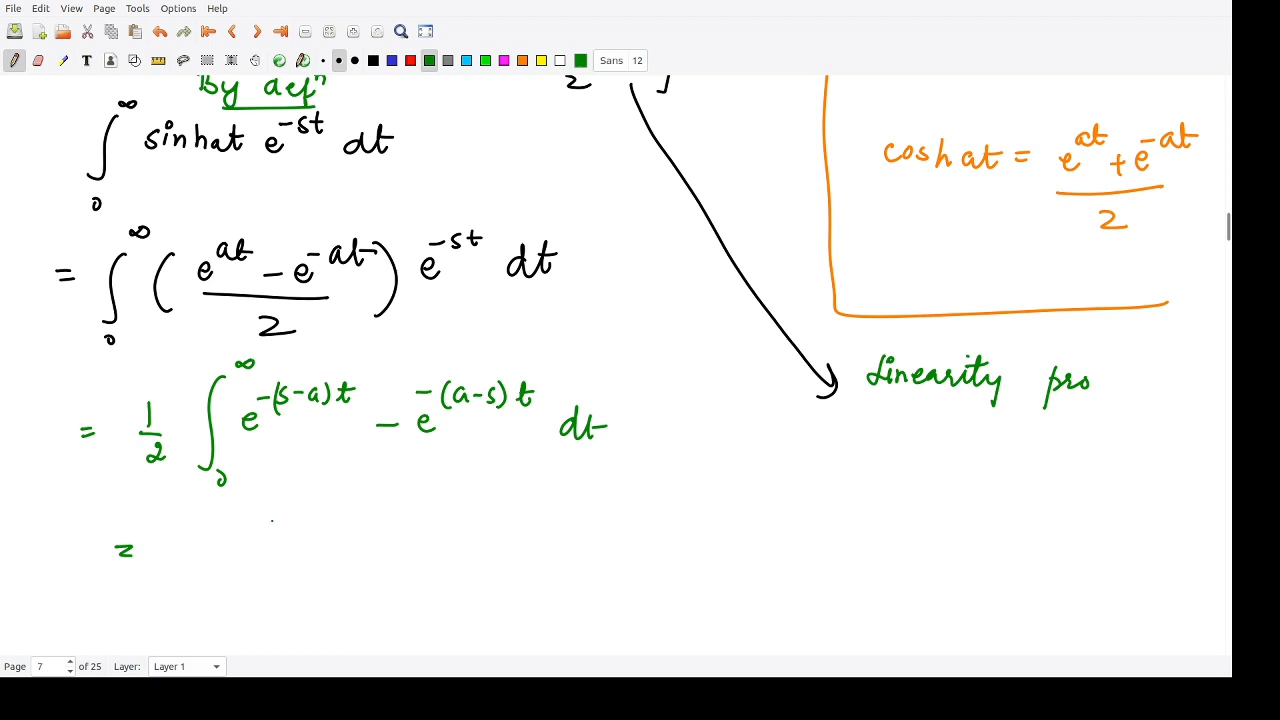 File Edit View Page Tools Options Help
T Sans 12
By defⁿ
2 ]
∫₀^∞ sinhat e^{-st} dt
cosh at = (e^{at} + e^{-at})/2
= ∫₀^∞ ((e^{at} - e^{-at})/2) e^{-st} dt
Linearity pro
= 1/2 ∫₀^∞ e^{-(s-a)t} - e^{-(a-s)t} dt
=
Page 7 of 25 Layer: Layer 1